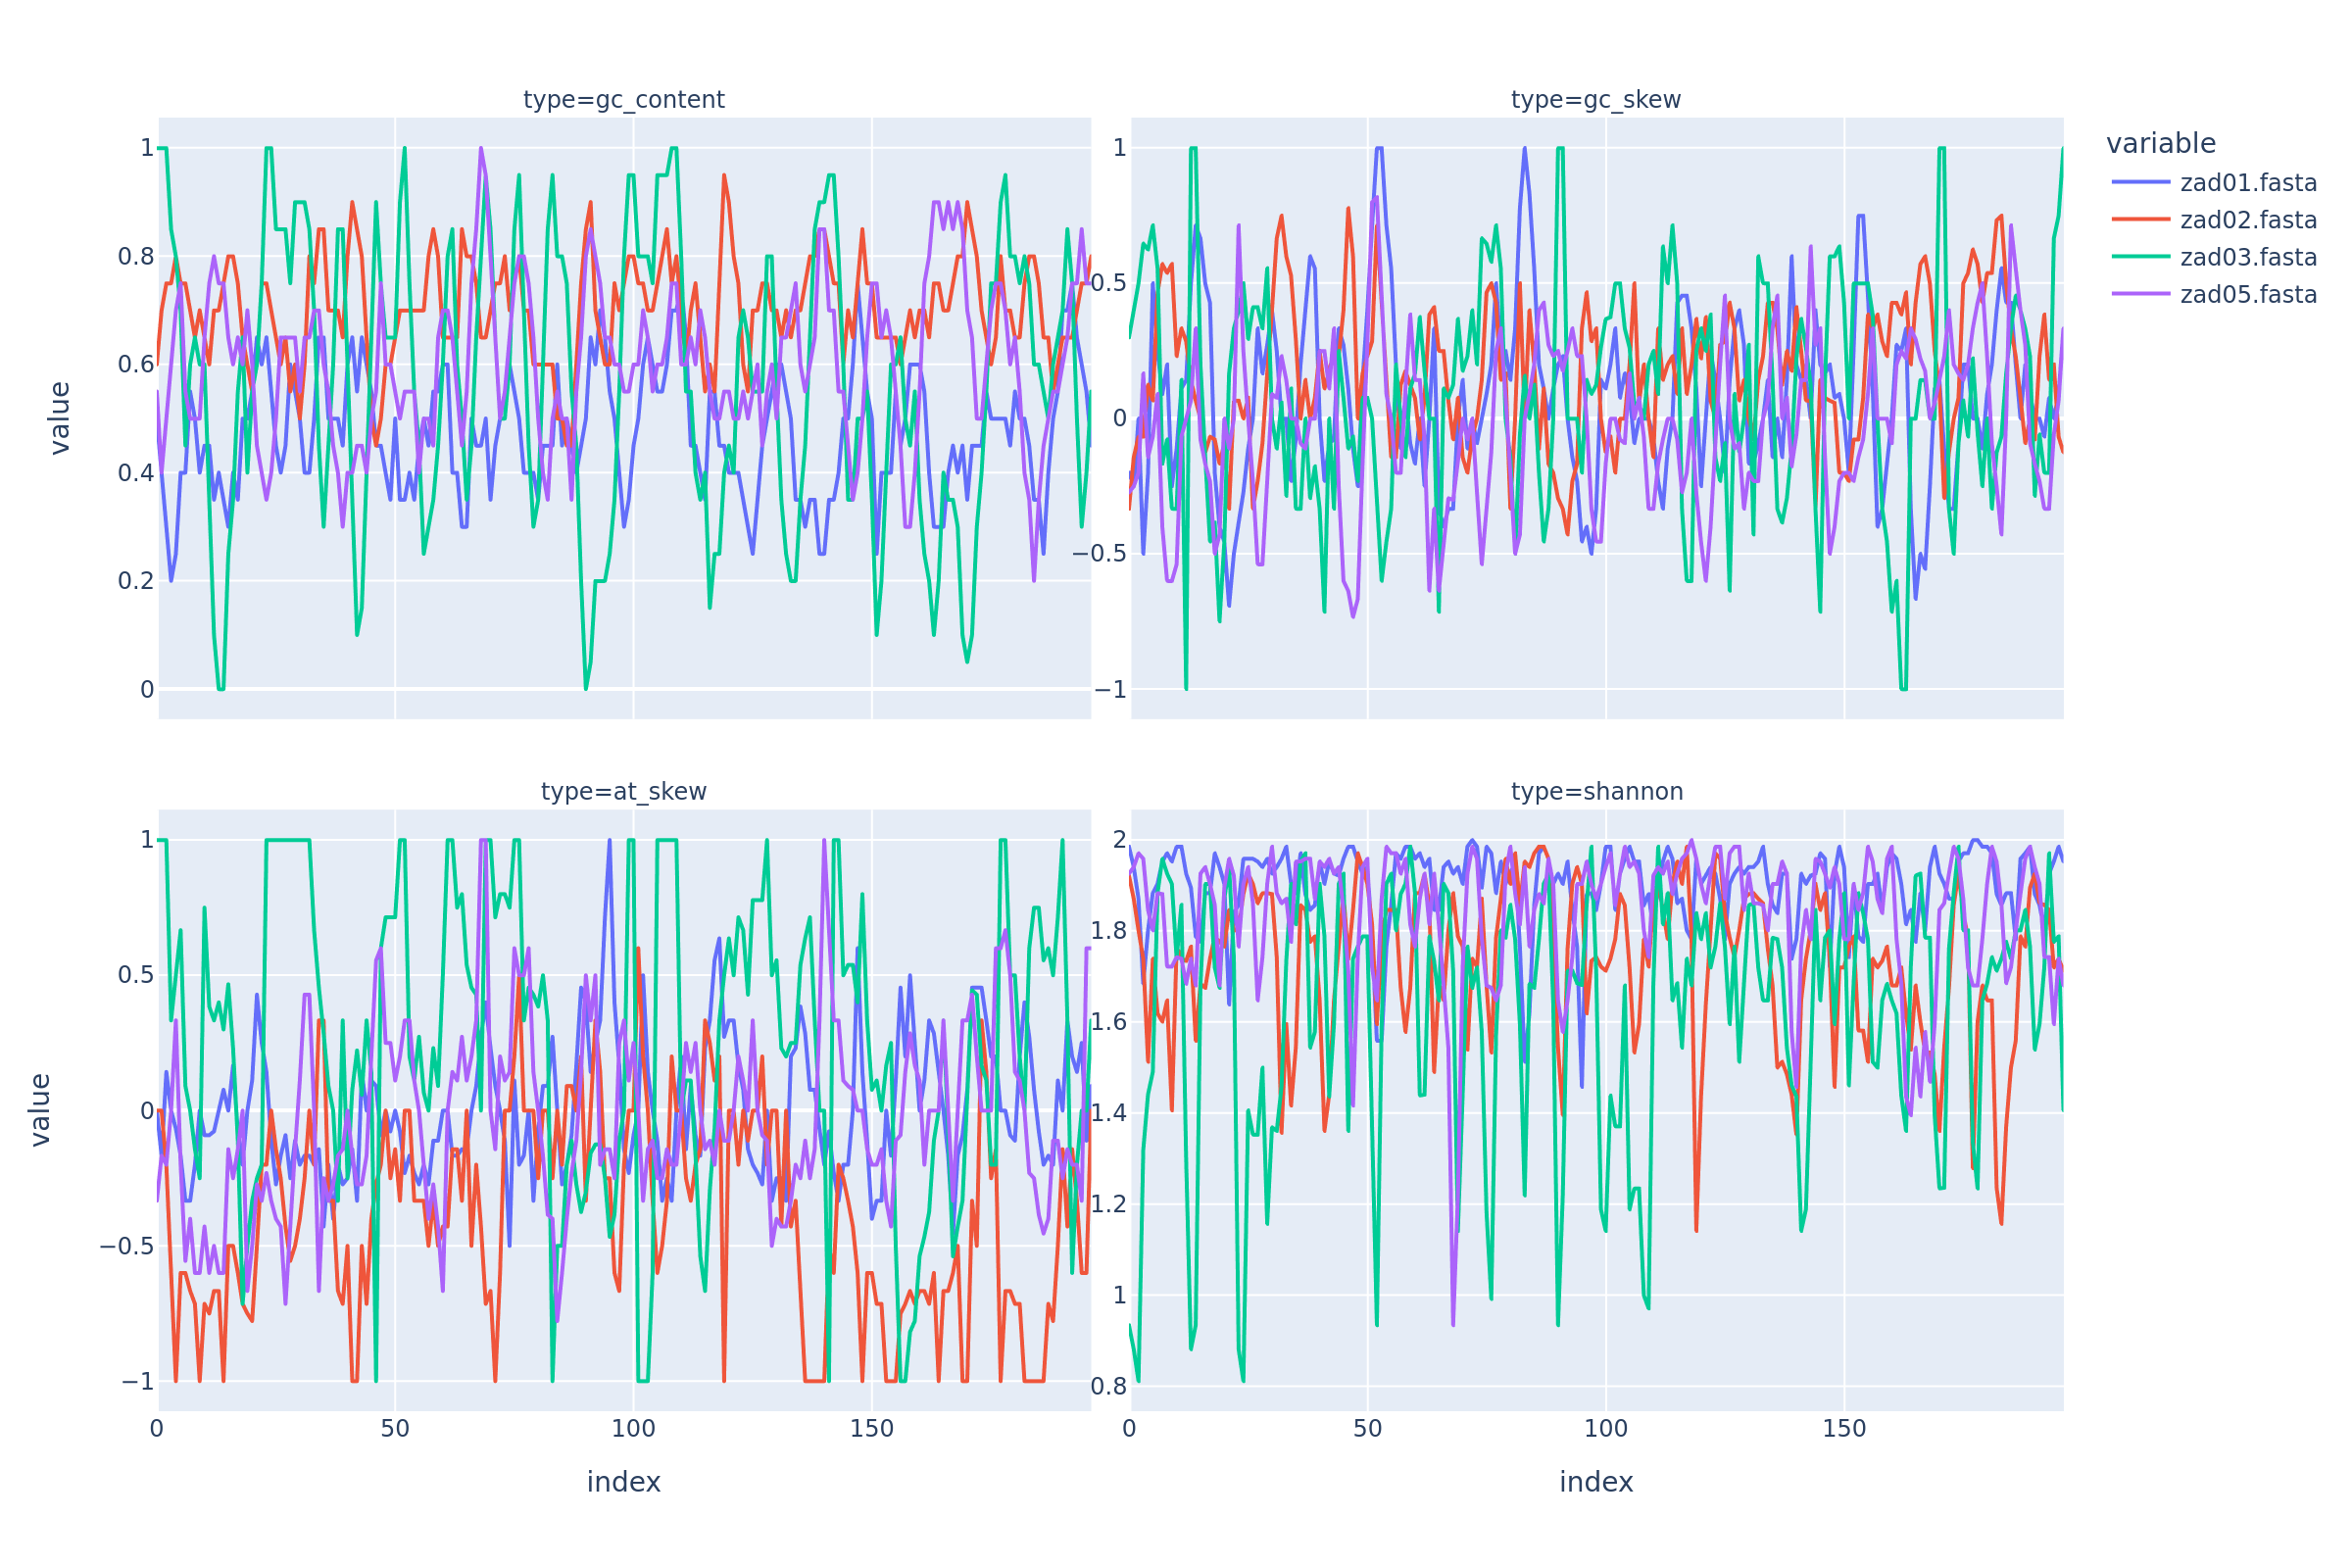 type=gc_content
type=gc_skew
variable
zad01.fasta
zad02.fasta
zad03.fasta
zad05.fasta
value
1
0.8
0.6
0.4
0.2
0
1
0.5
0
−0.5
−1
type=at_skew
type=shannon
value
1
0.5
0
−0.5
−1
2
1.8
1.6
1.4
1.2
1
0.8
0 50 100 150
0 50 100 150
index
index